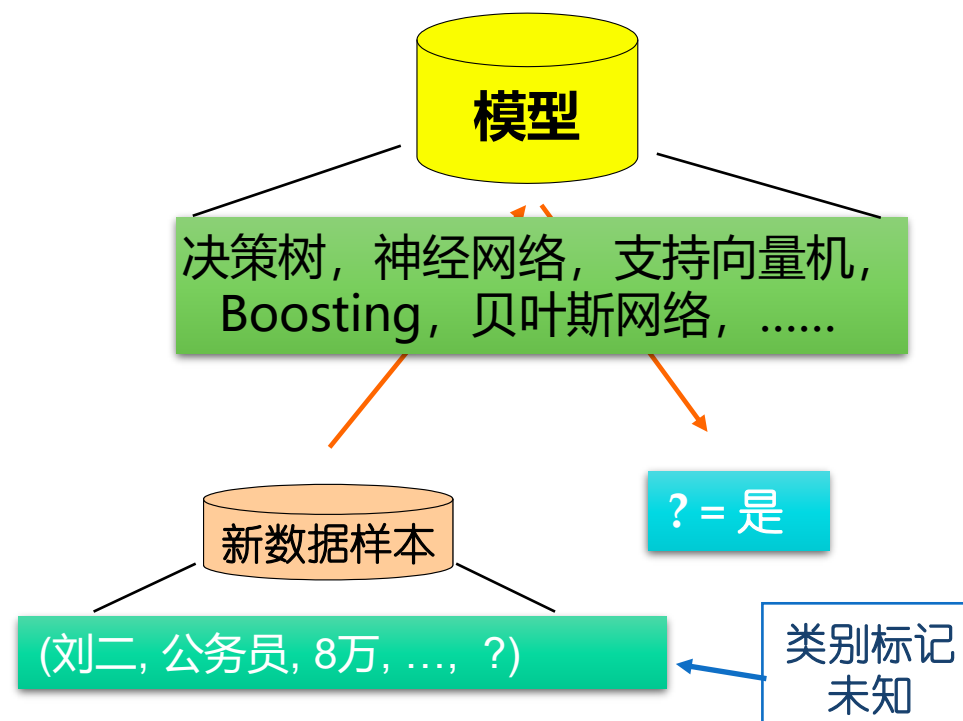 模型
决策树，神经网络，支持向量机，
Boosting，贝叶斯网络，……
新数据样本
? = 是
(刘二, 公务员, 8万, …, ?)
类别标记
未知